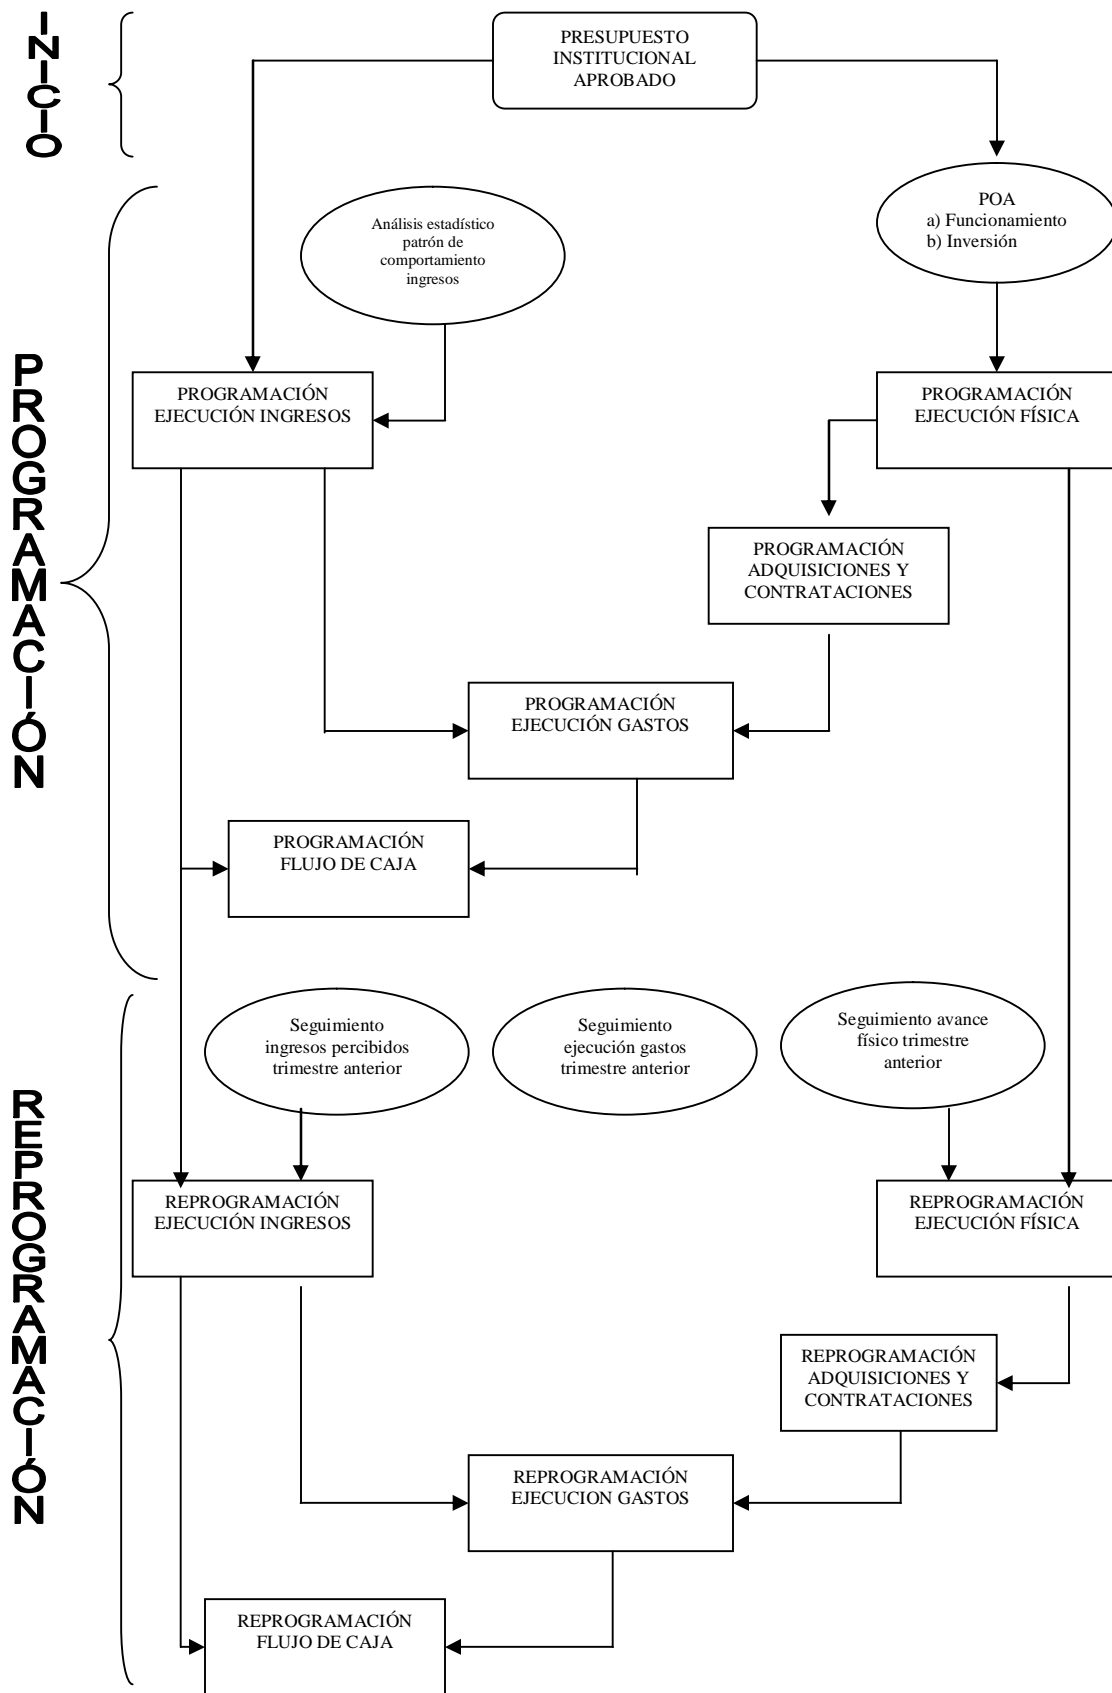 INICIO
PRESUPUESTO
INSTITUCIONAL
APROBADO
PROGRAMACIÓN
Análisis estadístico
patrón de
comportamiento
ingresos
POA
a) Funcionamiento
b) Inversión
PROGRAMACIÓN
EJECUCIÓN INGRESOS
PROGRAMACIÓN
EJECUCIÓN FÍSICA
PROGRAMACIÓN
ADQUISICIONES Y
CONTRATACIONES
PROGRAMACIÓN
EJECUCIÓN GASTOS
PROGRAMACIÓN
FLUJO DE CAJA
REPROGRAMACIÓN
Seguimiento
ingresos percibidos
trimestre anterior
Seguimiento
ejecución gastos
trimestre anterior
Seguimiento avance
físico trimestre
anterior
REPROGRAMACIÓN
EJECUCIÓN INGRESOS
REPROGRAMACIÓN
EJECUCIÓN FÍSICA
REPROGRAMACIÓN
ADQUISICIONES Y
CONTRATACIONES
REPROGRAMACIÓN
EJECUCION GASTOS
REPROGRAMACIÓN
FLUJO DE CAJA